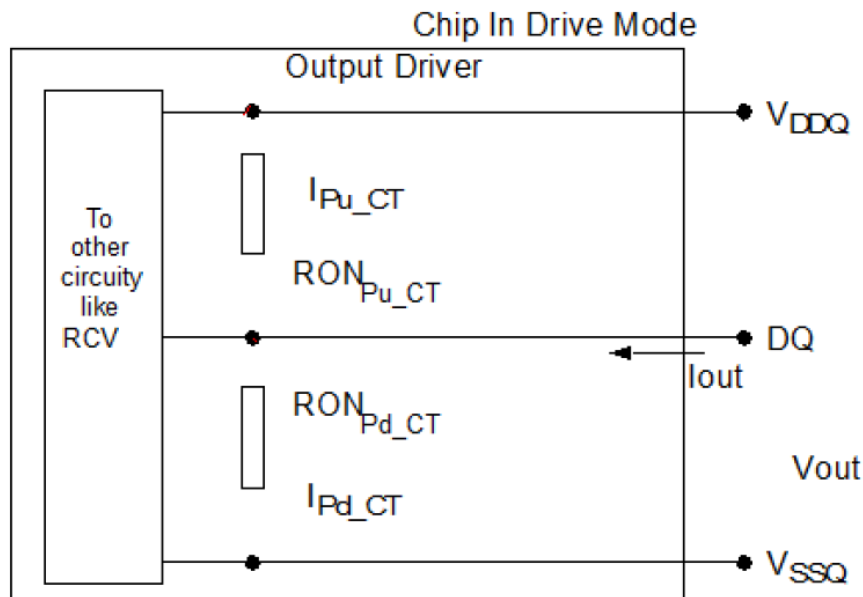 Chip In Drive Mode
Output Driver
VDDQ
IPu_CT
To
other
circuity
like
RCV
RONPu_CT
DQ
Iout
RONPd_CT
Vout
IPd_CT
VSSQ